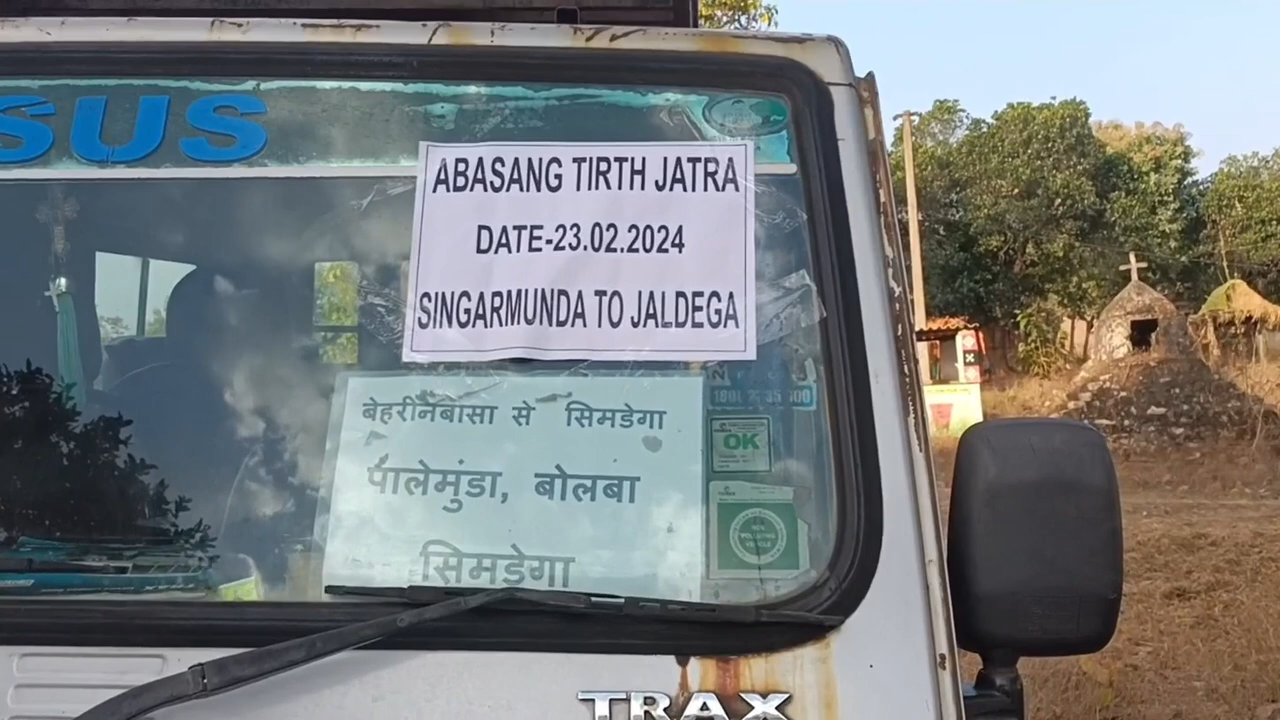 SUS
ABASANG TIRTH JATRA
DATE-23.02.2024
SINGARMUNDA TO JALDEGA
बेहरीनबासा से सिमडेगा
पालेमुंडा, बोलबा
सिमडेगा
OK
TRAX